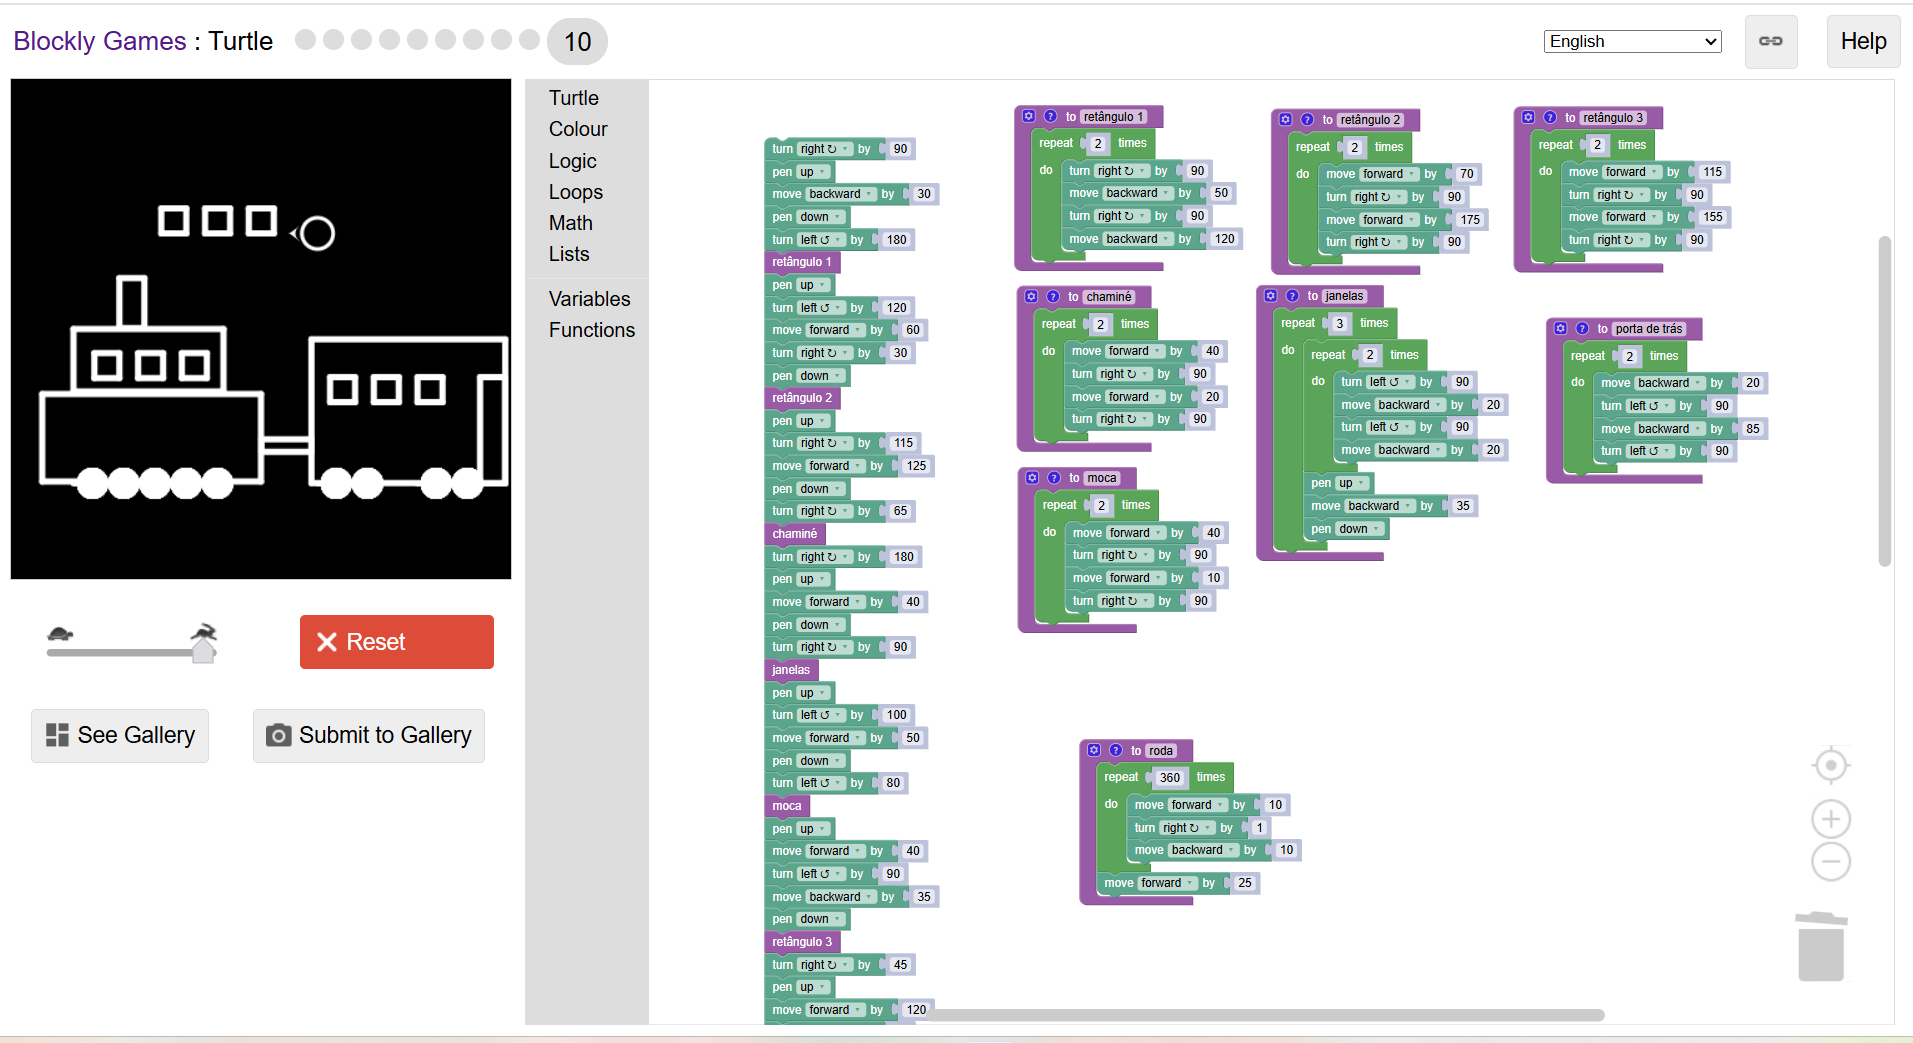 Blockly Games : Turtle 10 English Help
Turtle
Colour
Logic
Loops
Math
Lists
Variables
Functions
turn right ↻ by 90
pen up
move backward by 30
pen down
turn left ↺ by 180
retângulo 1
pen up
turn left ↺ by 120
move forward by 60
turn right ↻ by 30
pen down
retângulo 2
pen up
turn right ↻ by 115
move forward by 125
pen down
turn right ↻ by 65
chaminé
turn right ↻ by 180
pen up
move forward by 40
pen down
turn right ↻ by 90
janelas
pen up
turn left ↺ by 100
move forward by 50
pen down
turn left ↺ by 80
moca
pen up
move forward by 40
turn left ↺ by 90
move backward by 35
pen down
retângulo 3
turn right ↻ by 45
pen up
move forward by 120
? to retângulo 1
repeat 2 times
do turn right ↻ by 90
move backward by 50
turn right ↻ by 90
move backward by 120
? to retângulo 2
repeat 2 times
do move forward by 70
turn right ↻ by 90
move forward by 175
turn right ↻ by 90
? to retângulo 3
repeat 2 times
do move forward by 115
turn right ↻ by 90
move forward by 155
turn right ↻ by 90
? to chaminé
repeat 2 times
do move forward by 40
turn right ↻ by 90
move forward by 20
turn right ↻ by 90
? to janelas
repeat 3 times
do repeat 2 times
do turn left ↺ by 90
move backward by 20
turn left ↺ by 90
move backward by 20
pen up
move backward by 35
pen down
? to porta de trás
repeat 2 times
do move backward by 20
turn left ↺ by 90
move backward by 85
turn left ↺ by 90
? to moca
repeat 2 times
do move forward by 40
turn right ↻ by 90
move forward by 10
turn right ↻ by 90
? to roda
repeat 360 times
do move forward by 10
turn right ↻ by 1
move backward by 10
move forward by 25
Reset
See Gallery
Submit to Gallery